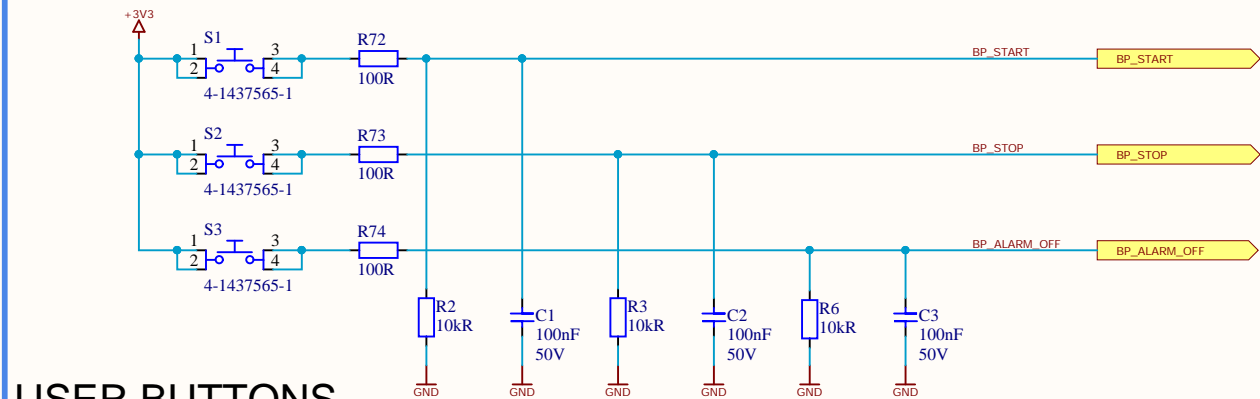 +3V3
S1
1
2
3
4
4-1437565-1
R72
100R
BP_START
BP_START
S2
1
2
3
4
4-1437565-1
R73
100R
BP_STOP
BP_STOP
S3
1
2
3
4
4-1437565-1
R74
100R
BP_ALARM_OFF
BP_ALARM_OFF
R2
10kR
C1
100nF
50V
R3
10kR
C2
100nF
50V
R6
10kR
C3
100nF
50V
GND
GND
GND
GND
GND
GND
USER BUTTONS